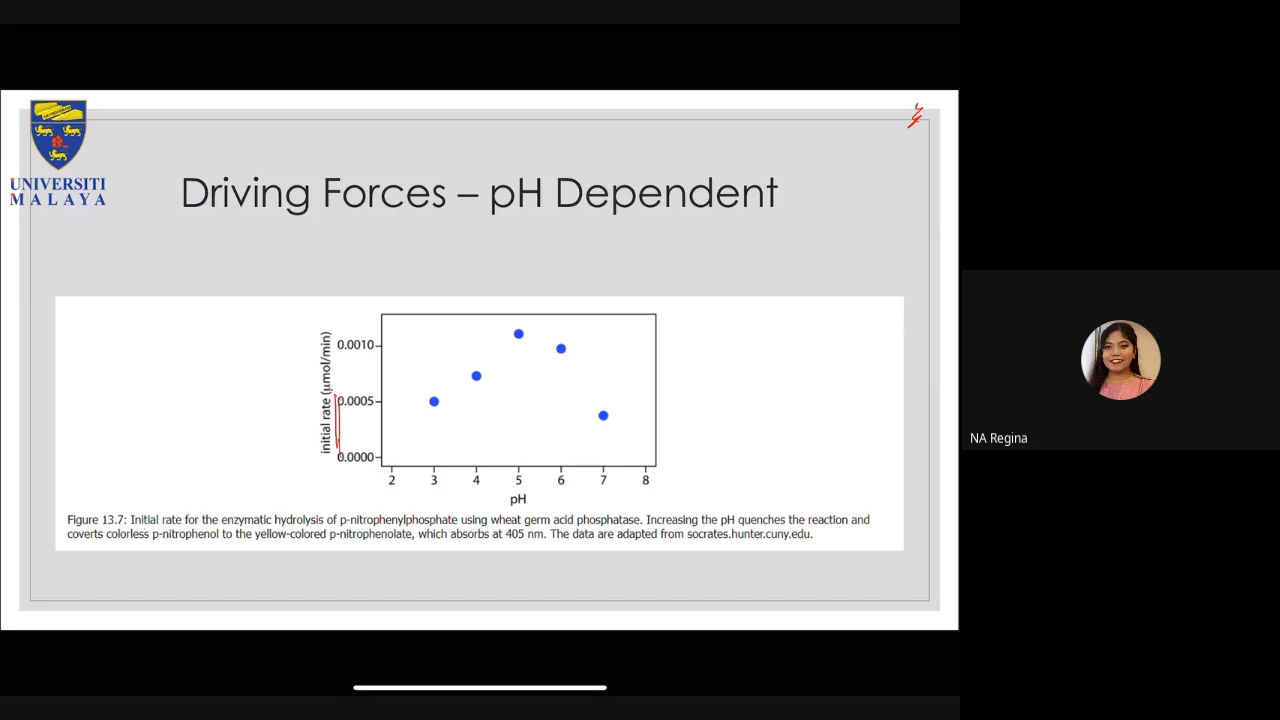 UNIVERSITI
MALAYA
Driving Forces – pH Dependent
initial rate (μmol/min)
0.0010
0.0005
0.0000
2 3 4 5 6 7 8
pH
Figure 13.7: Initial rate for the enzymatic hydrolysis of p-nitrophenylphosphate using wheat germ acid phosphatase. Increasing the pH quenches the reaction and
coverts colorless p-nitrophenol to the yellow-colored p-nitrophenolate, which absorbs at 405 nm. The data are adapted from socrates.hunter.cuny.edu.
NA Regina